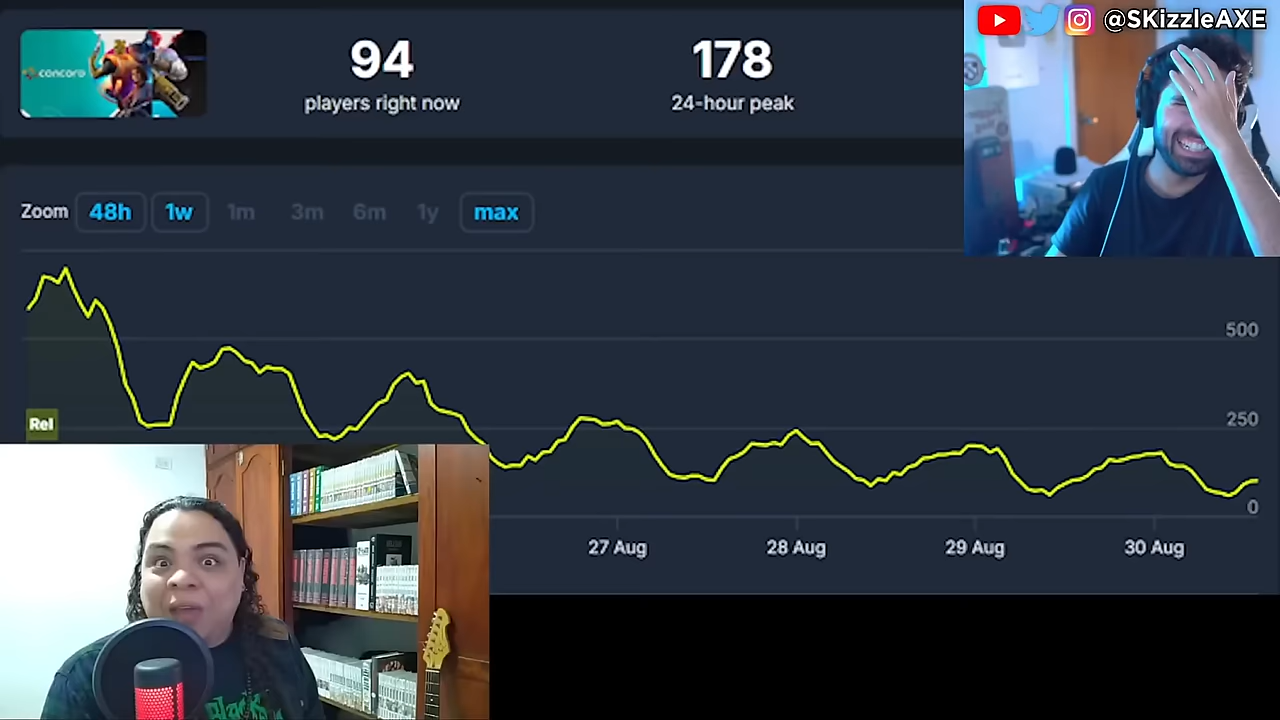 @SKizzleAXE
concord
94
players right now
178
24-hour peak
Zoom
48h
1w
1m
3m
6m
1y
max
500
250
0
Rel
27 Aug
28 Aug
29 Aug
30 Aug
Black